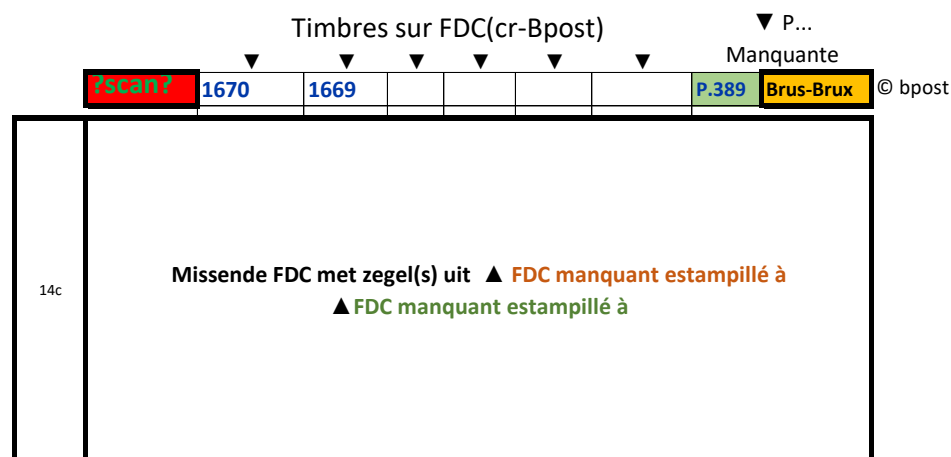 Timbres sur FDC(cr-Bpost)
▼ P...
Manquante
▼ ▼ ▼ ▼ ▼ ▼
?scan? 1670 1669 P.389 Brus-Brux © bpost
14c
Missende FDC met zegel(s) uit ▲ FDC manquant estampillé à
▲ FDC manquant estampillé à